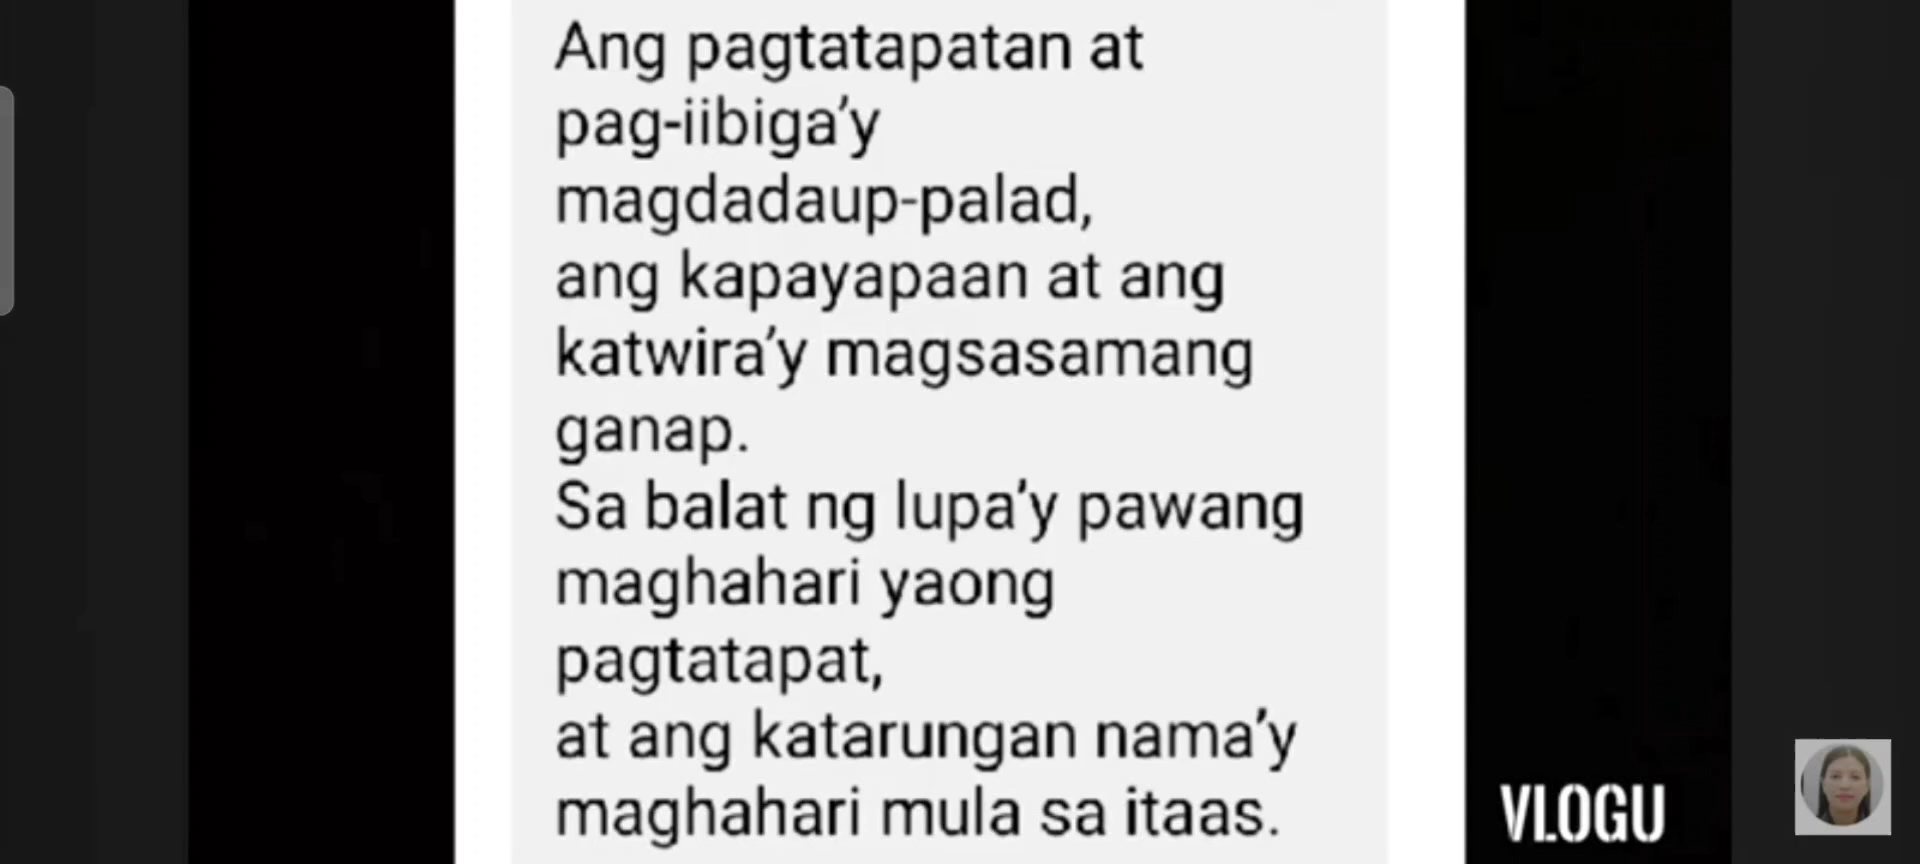 Ang pagtatapatan at
pag-iibiga’y
magdadaup-palad,
ang kapayapaan at ang
katwira’y magsasamang
ganap.
Sa balat ng lupa’y pawang
maghahari yaong
pagtatapat,
at ang katarungan nama’y
maghahari mula sa itaas.
VLOGU